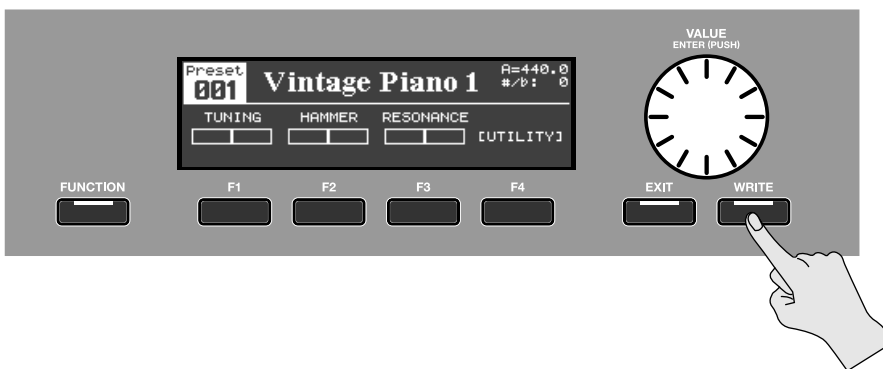 VALUE
ENTER (PUSH)
Preset
001
Vintage Piano 1
A=440.0
#/b: 0
TUNING HAMMER RESONANCE
[UTILITY]
FUNCTION F1 F2 F3 F4 EXIT WRITE